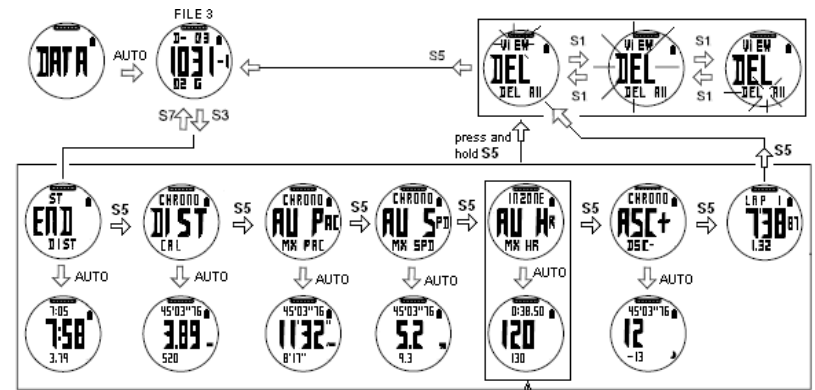 FILE 3
DATA
AUTO
D- 03
1031-1
02 G
S5
VIEW
DEL
DEL All
S1
S1
VIEW
DEL
DEL All
S1
S1
VIEW
DEL
DEL All
S7
S3
press and
hold S5
S5
ST
END
DIST
S5
CHRONO
DIST
CAL
S5
CHRONO
AU PAC
MX PAC
S5
CHRONO
AU SPD
MX SPD
S5
INZONE
AU HR
MX HR
S5
CHRONO
ASC+
DSC-
S5
LAP 1
7'38 87
1.32
AUTO
AUTO
AUTO
AUTO
AUTO
AUTO
7:05
7:58
3.79
45'03"76
3.89
520
45'03"76
11'32"
8'17"
45'03"76
5.2
9.3
0:38.50
120
130
45'03"76
12
-13